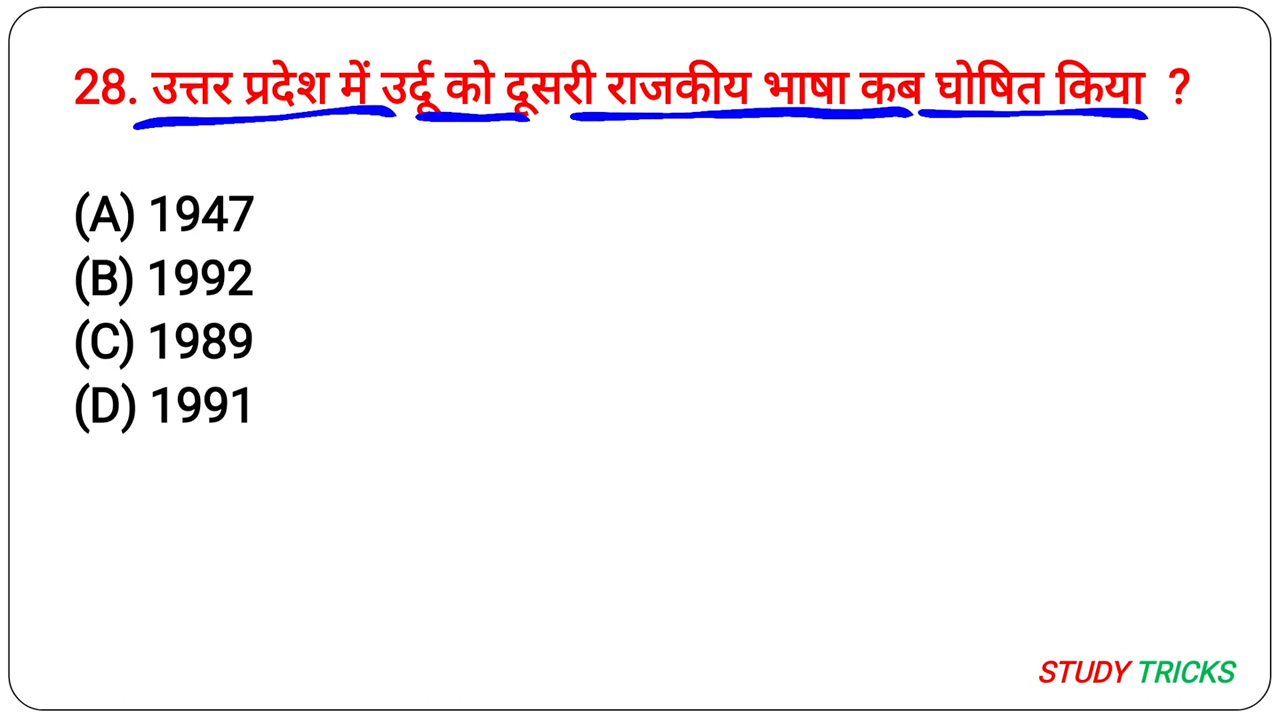 28. उत्तर प्रदेश में उर्दू को दूसरी राजकीय भाषा कब घोषित किया ?
(A) 1947
(B) 1992
(C) 1989
(D) 1991
STUDY TRICKS